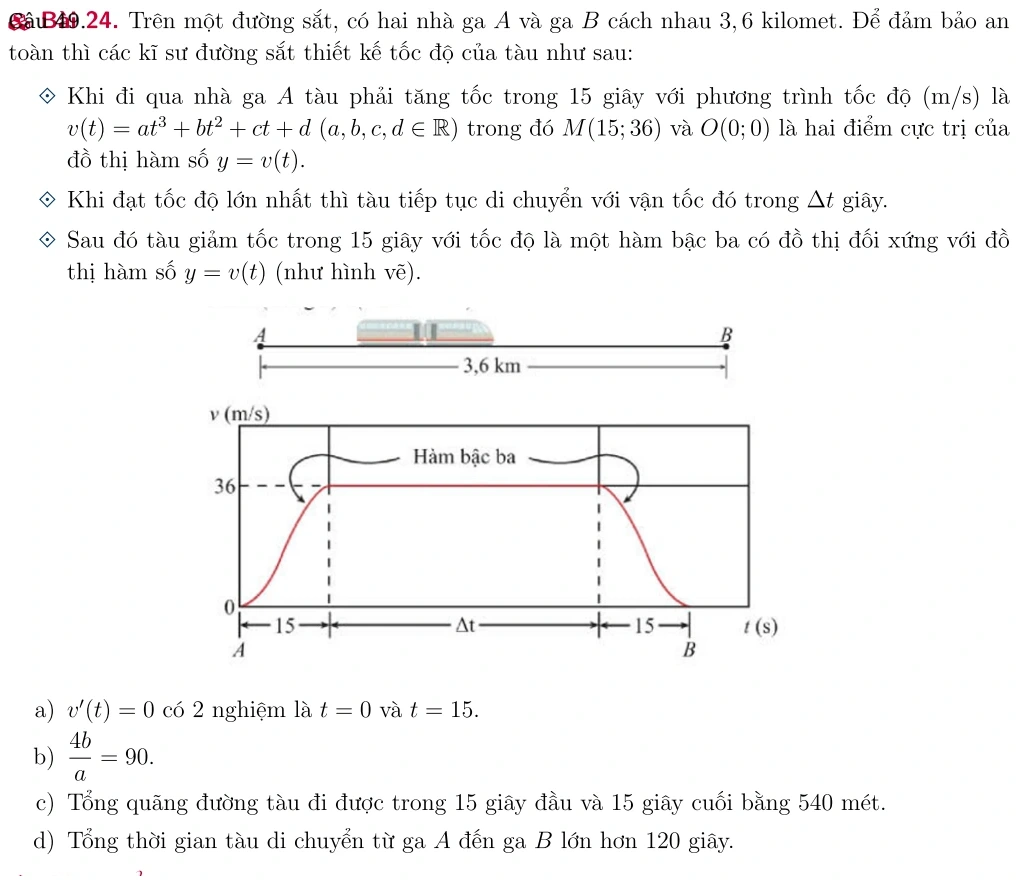 Câu 49.24. Trên một đường sắt, có hai nhà ga A và ga B cách nhau 3, 6 kilomet. Để đảm bảo an
toàn thì các kĩ sư đường sắt thiết kế tốc độ của tàu như sau:
Khi đi qua nhà ga A tàu phải tăng tốc trong 15 giây với phương trình tốc độ (m/s) là
v(t) = at³ + bt² + ct + d (a, b, c, d ∈ ℝ) trong đó M(15; 36) và O(0; 0) là hai điểm cực trị của
đồ thị hàm số y = v(t).
Khi đạt tốc độ lớn nhất thì tàu tiếp tục di chuyển với vận tốc đó trong Δt giây.
Sau đó tàu giảm tốc trong 15 giây với tốc độ là một hàm bậc ba có đồ thị đối xứng với đồ
thị hàm số y = v(t) (như hình vẽ).
A B
3,6 km
v (m/s)
Hàm bậc ba
36
0
15 Δt 15 t (s)
A B
a) v′(t) = 0 có 2 nghiệm là t = 0 và t = 15.
b) 4b/a = 90.
c) Tổng quãng đường tàu đi được trong 15 giây đầu và 15 giây cuối bằng 540 mét.
d) Tổng thời gian tàu di chuyển từ ga A đến ga B lớn hơn 120 giây.